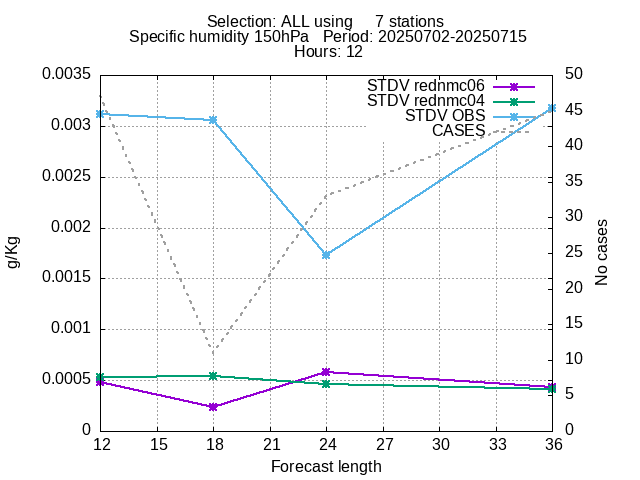 Selection: ALL using 7 stations
Specific humidity 150hPa Period: 20250702-20250715
Hours: 12
STDV rednmc06
STDV rednmc04
STDV OBS
CASES
0.0035
0.003
0.0025
0.002
0.0015
0.001
0.0005
0
g/Kg
50
45
40
35
30
25
20
15
10
5
0
No cases
12 15 18 21 24 27 30 33 36
Forecast length